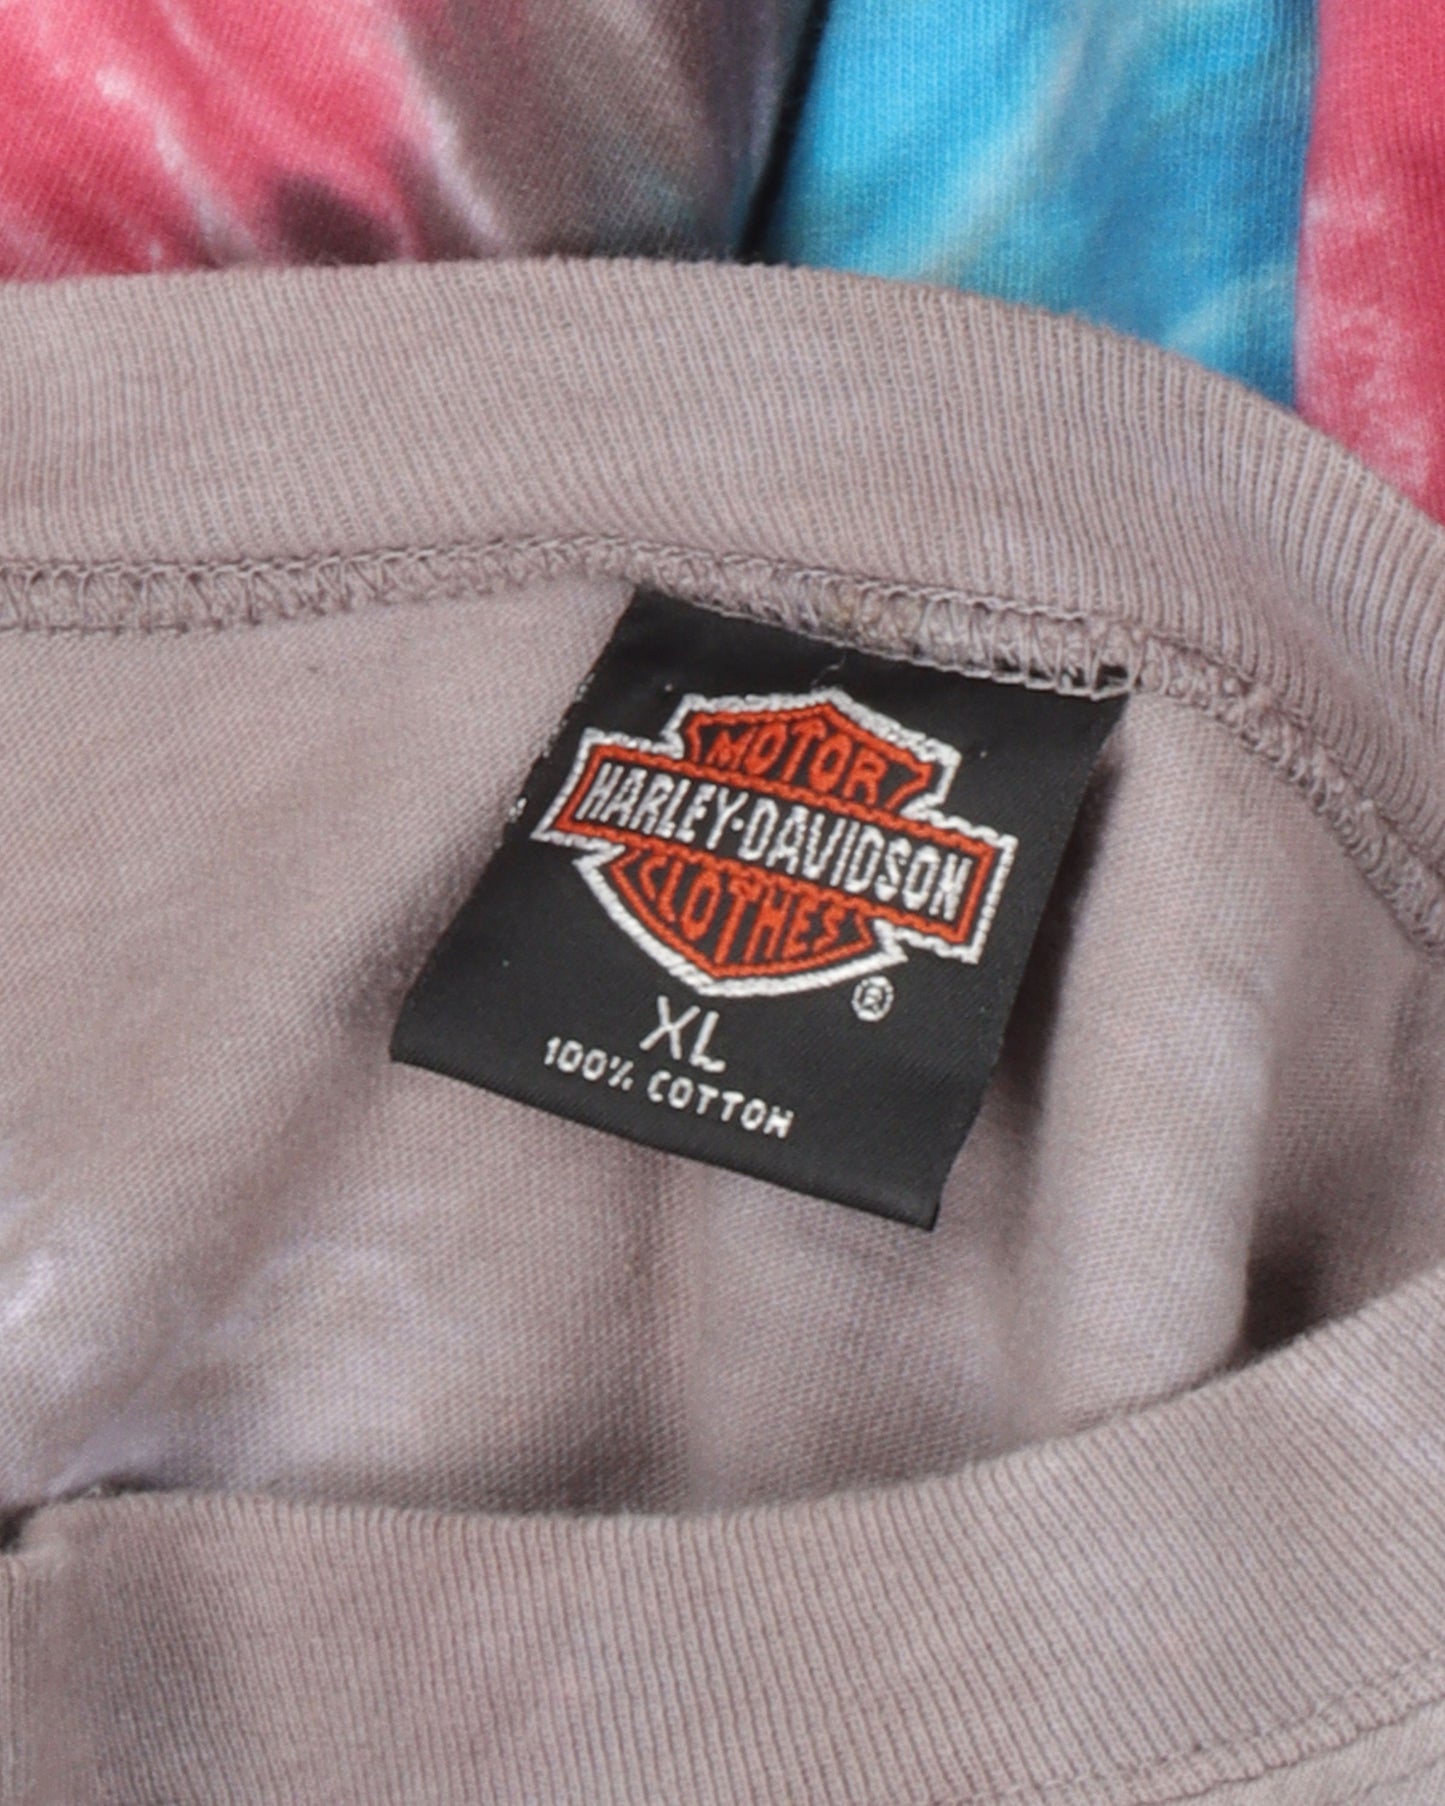 MOTOR
HARLEY-DAVIDSON
CLOTHES
®
XL
100% COTTON